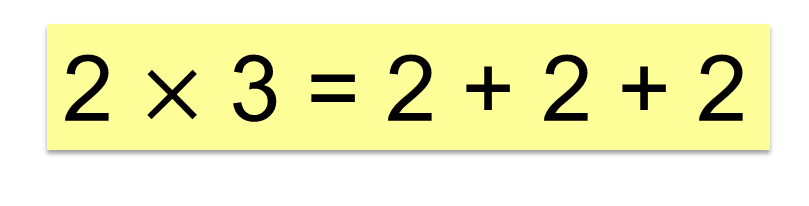 2 × 3 = 2 + 2 + 2